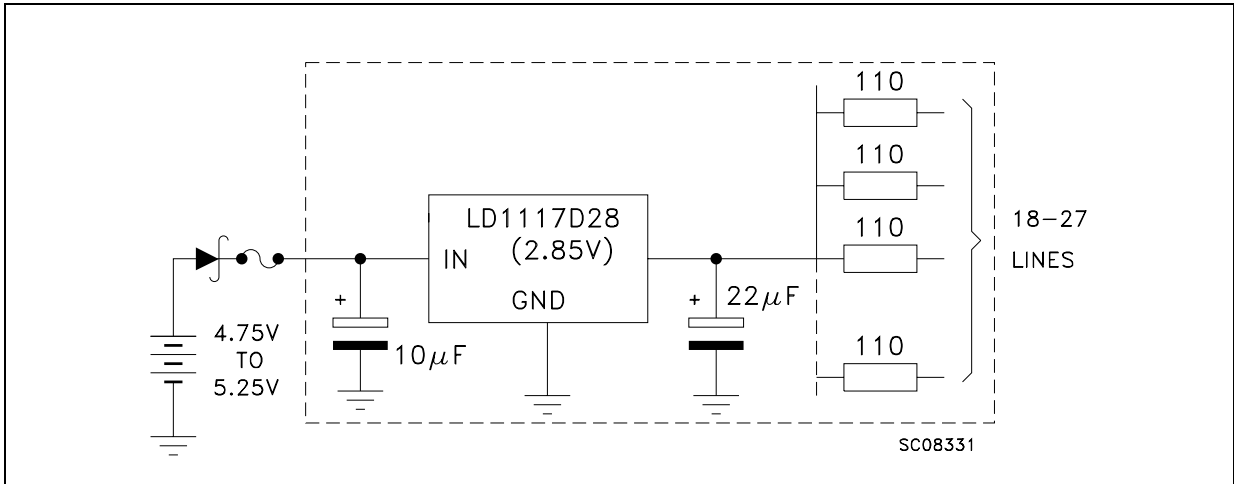 110
110
110
110
18-27
LINES
LD1117D28
(2.85V)
IN
GND
+
10μF
+
22μF
4.75V
TO
5.25V
SC08331